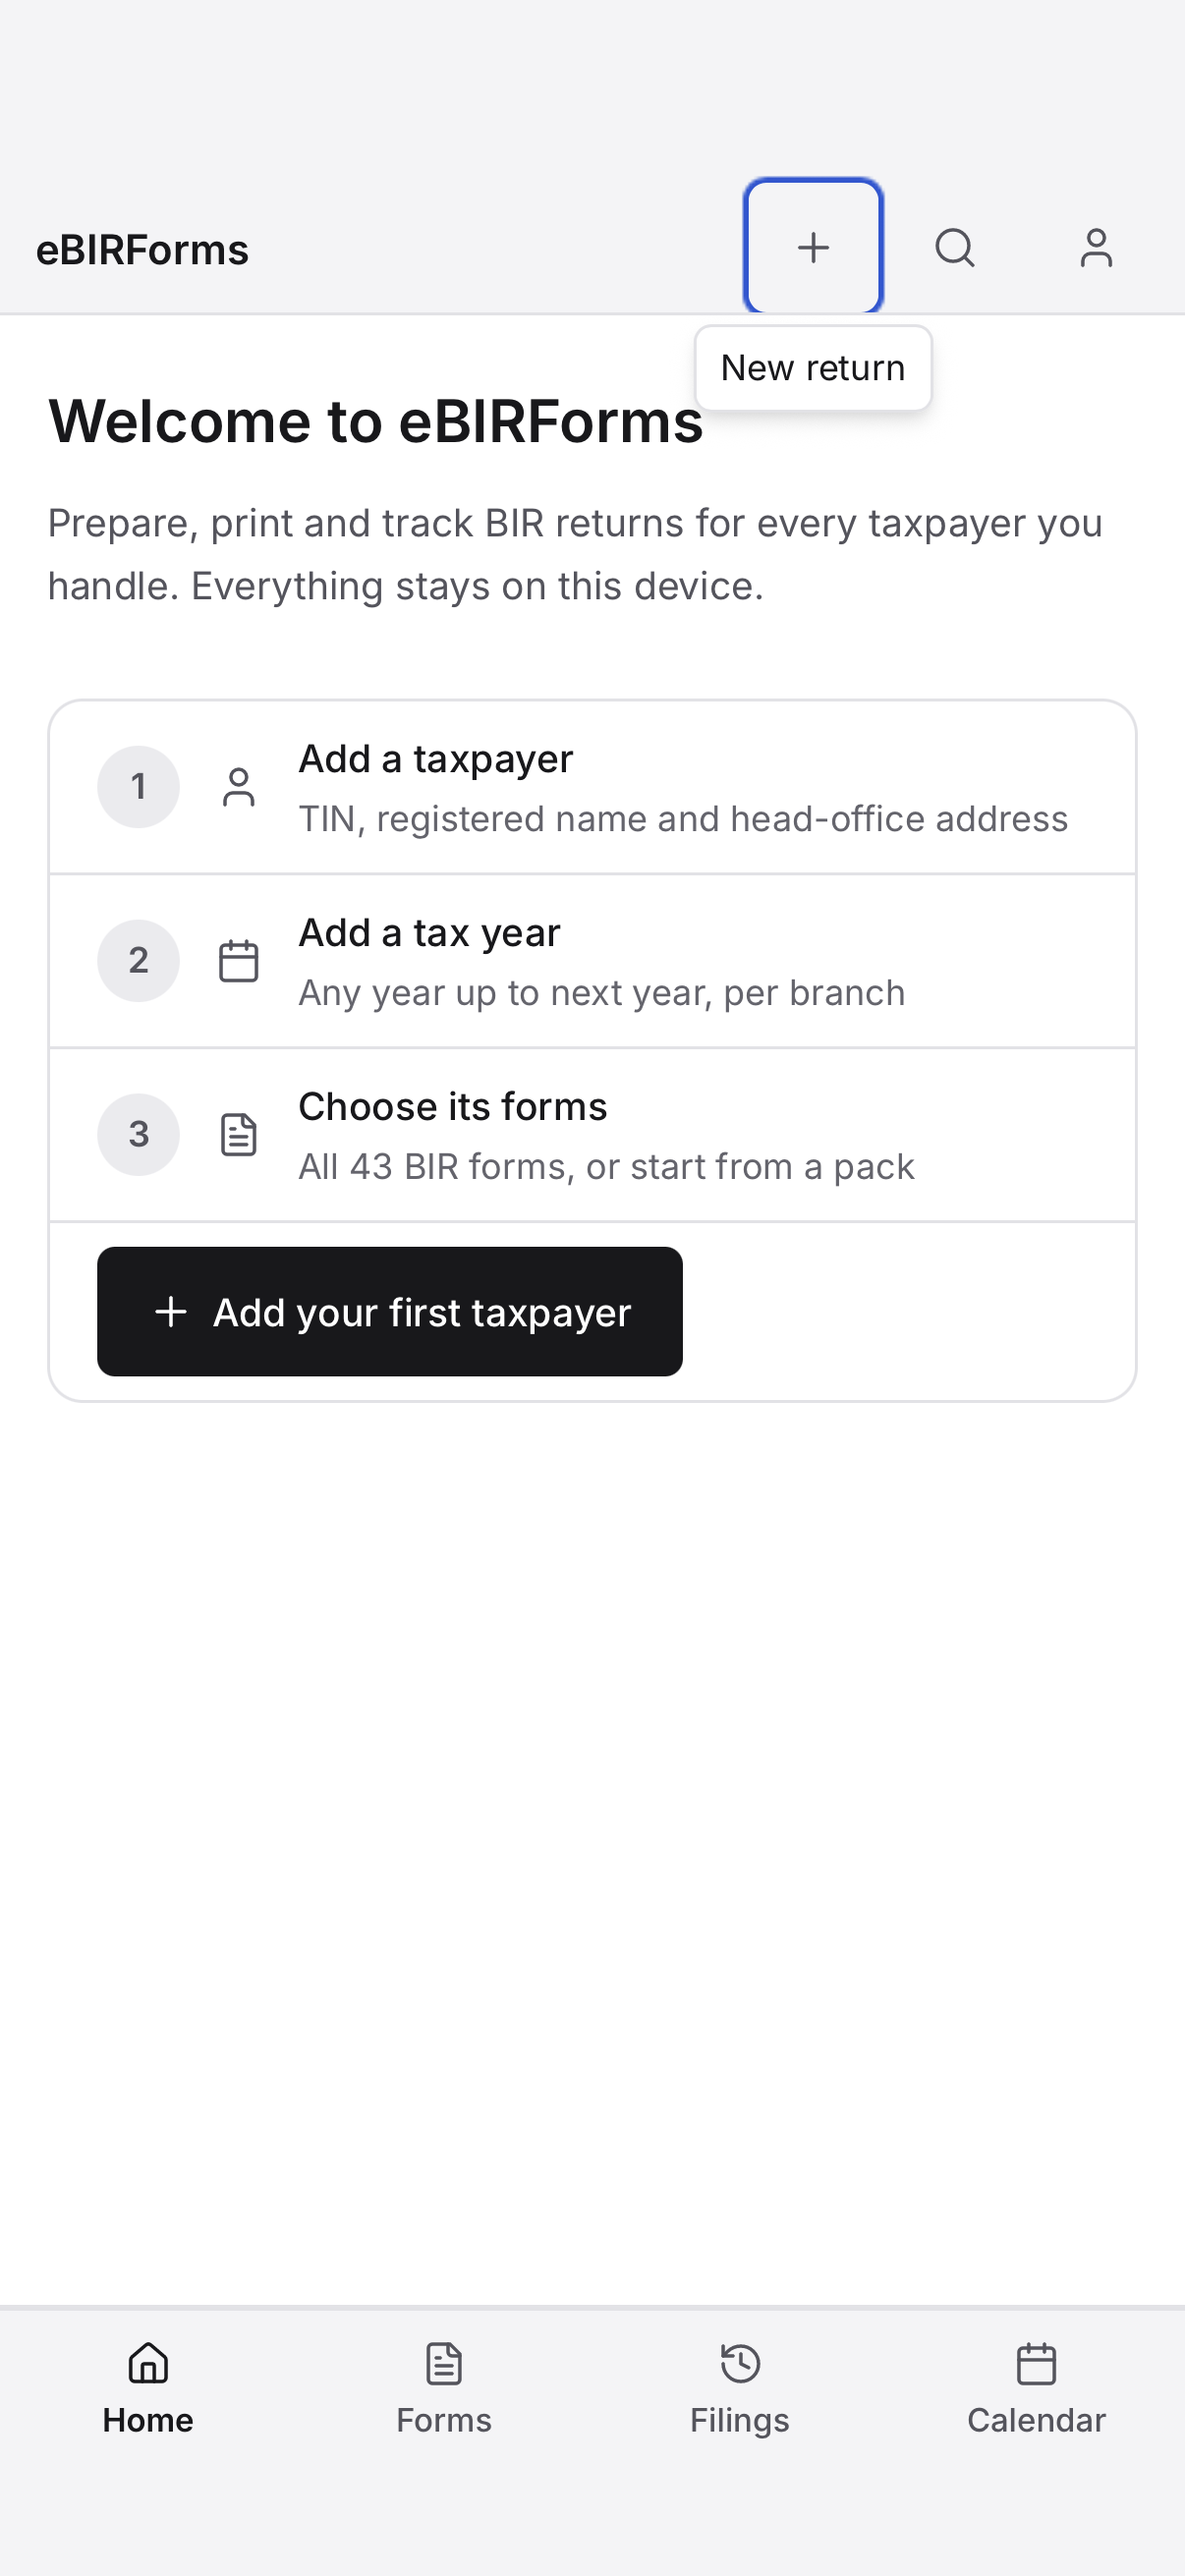 eBIRForms
New return
Welcome to eBIRForms
Prepare, print and track BIR returns for every taxpayer you
handle. Everything stays on this device.
1
Add a taxpayer
TIN, registered name and head-office address
2
Add a tax year
Any year up to next year, per branch
3
Choose its forms
All 43 BIR forms, or start from a pack
Add your first taxpayer
Home
Forms
Filings
Calendar